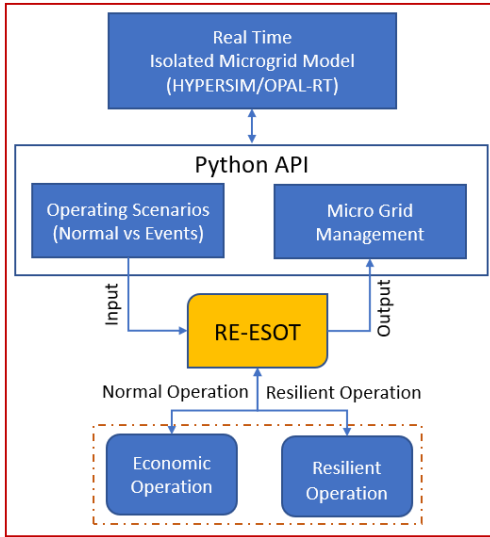 Real Time
Isolated Microgrid Model
(HYPERSIM/OPAL-RT)
Python API
Operating Scenarios
(Normal vs Events)
Micro Grid
Management
Input
Output
RE-ESOT
Normal Operation
Resilient Operation
Economic
Operation
Resilient
Operation